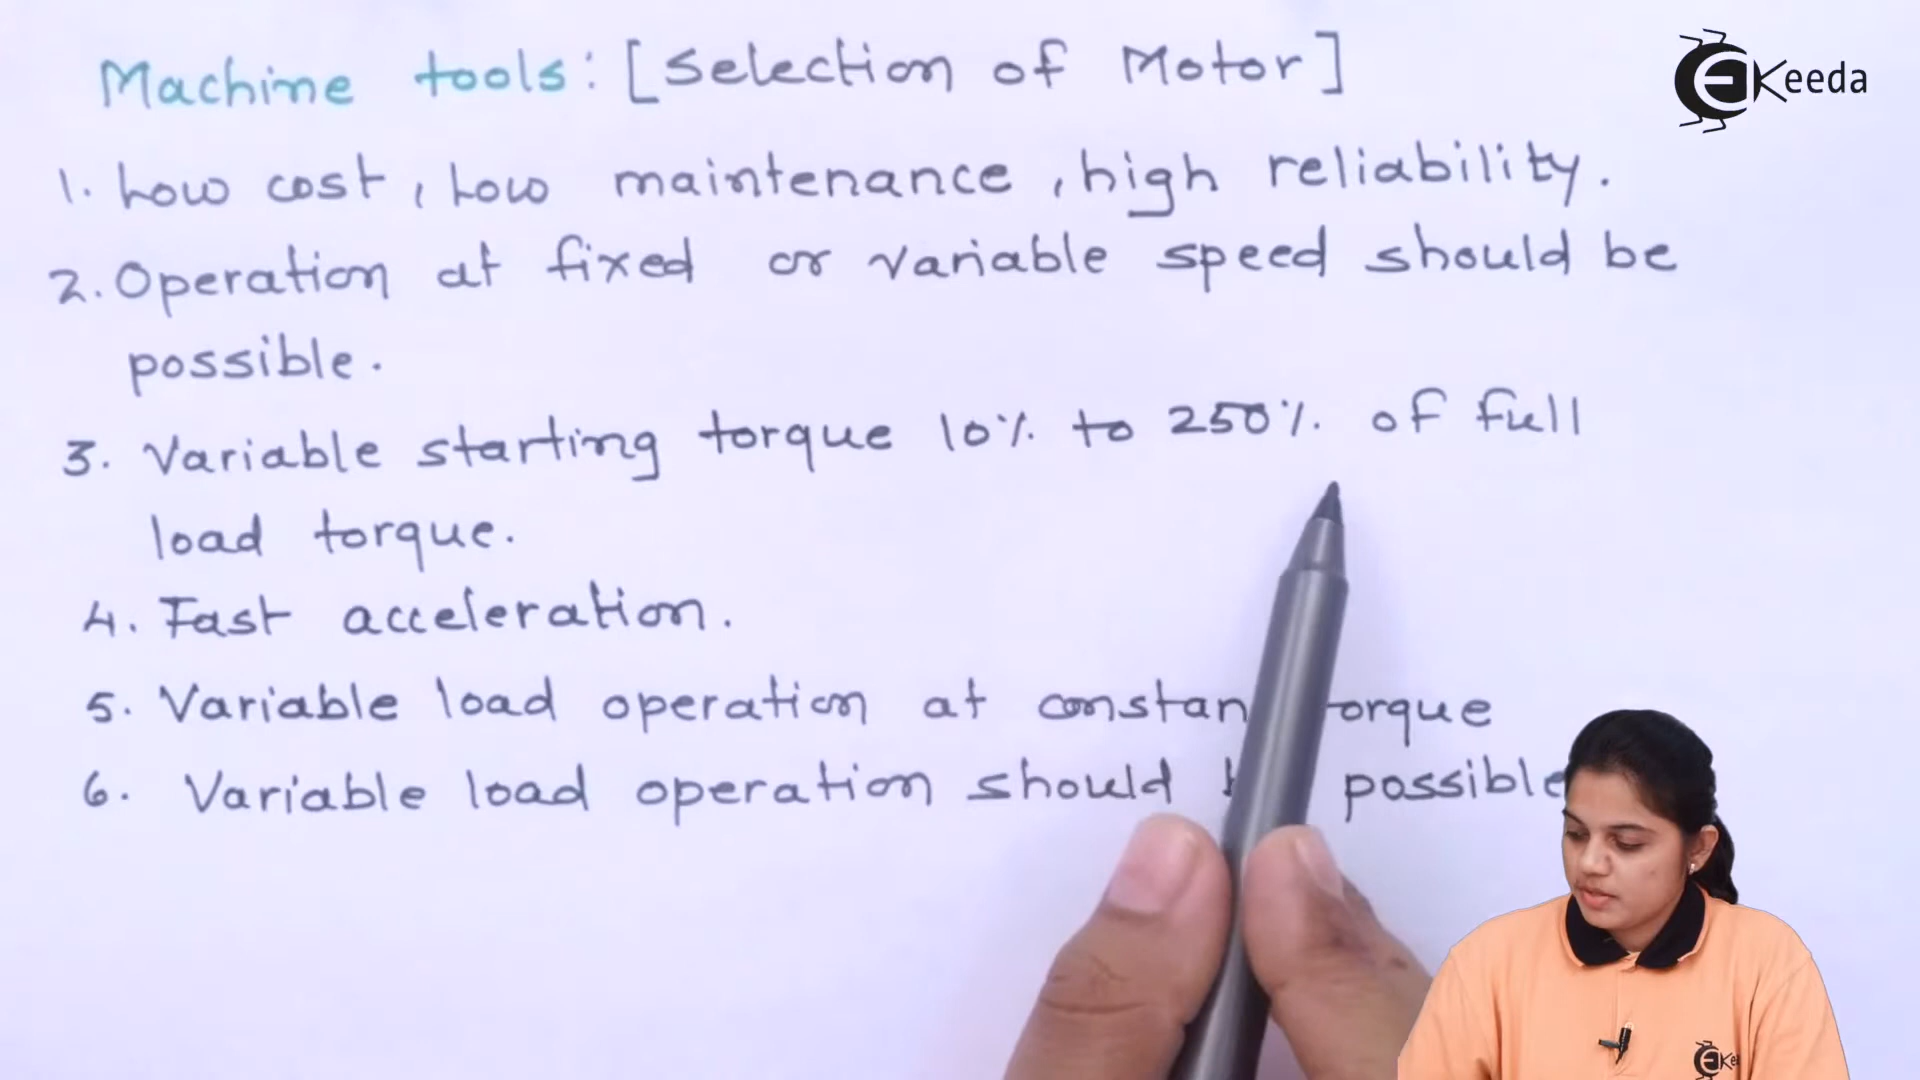 Machine tools: [Selection of Motor]
EKeeda
1. Low cost, Low maintenance, high reliability.
2. Operation at fixed or variable speed should be
possible.
3. Variable starting torque 10% to 250% of full
load torque.
4. Fast acceleration.
5. Variable load operation at constan torque
6. Variable load operation should possible